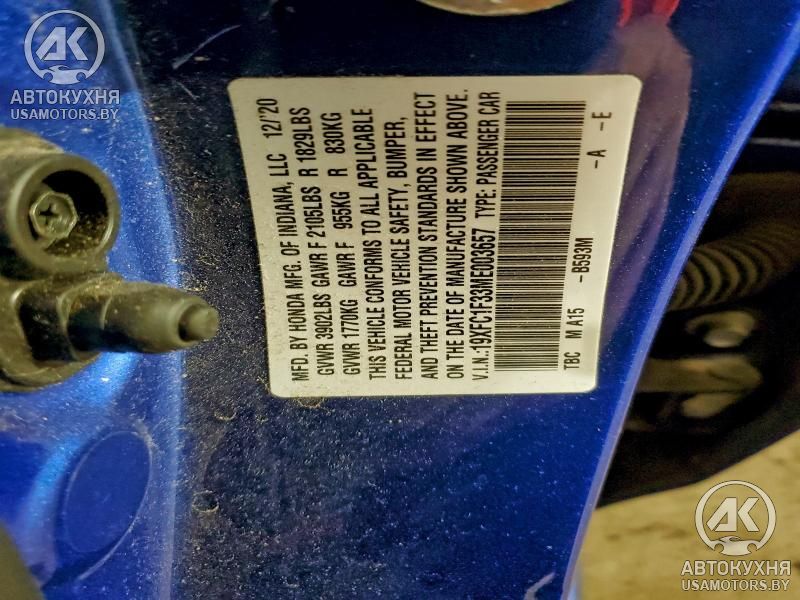 AK
АВТОКУХНЯ
USAMOTORS.BY
MFD. BY HONDA MFG. OF INDIANA, LLC 12/'20
GVWR 3902LBS GAWR F 2105LBS R 1829LBS
GVWR 1770KG GAWR F 955KG R 830KG
THIS VEHICLE CONFORMS TO ALL APPLICABLE
FEDERAL MOTOR VEHICLE SAFETY, BUMPER,
AND THEFT PREVENTION STANDARDS IN EFFECT
ON THE DATE OF MANUFACTURE SHOWN ABOVE.
V.I.N.:19XFC1F33ME003657 TYPE: PASSENGER CAR
TBC M A15 -B593M -A -E
AK
АВТОКУХНЯ
USAMOTORS.BY